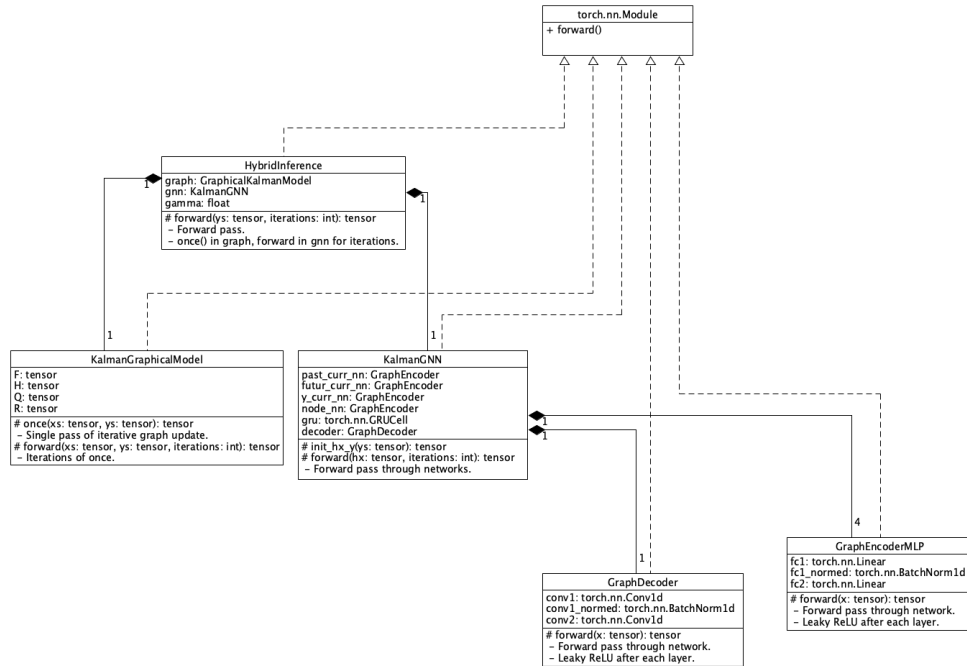 torch.nn.Module
+ forward()
HybridInference
graph: GraphicalKalmanModel
gnn: KalmanGNN
gamma: float
# forward(ys: tensor, iterations: int): tensor
- Forward pass.
- once() in graph, forward in gnn for iterations.
1
1
1
1
KalmanGraphicalModel
F: tensor
H: tensor
Q: tensor
R: tensor
# once(xs: tensor, ys: tensor): tensor
- Single pass of iterative graph update.
# forward(xs: tensor, ys: tensor, iterations: int): tensor
- Iterations of once.
KalmanGNN
past_curr_nn: GraphEncoder
futur_curr_nn: GraphEncoder
y_curr_nn: GraphEncoder
node_nn: GraphEncoder
gru: torch.nn.GRUCell
decoder: GraphDecoder
# init_hx_y(ys: tensor): tensor
# forward(hx: tensor, iterations: int): tensor
- Forward pass through networks.
1
1
4
1
GraphEncoderMLP
fc1: torch.nn.Linear
fc1_normed: torch.nn.BatchNorm1d
fc2: torch.nn.Linear
# forward(x: tensor): tensor
- Forward pass through network.
- Leaky ReLU after each layer.
GraphDecoder
conv1: torch.nn.Conv1d
conv1_normed: torch.nn.BatchNorm1d
conv2: torch.nn.Conv1d
# forward(x: tensor): tensor
- Forward pass through network.
- Leaky ReLU after each layer.